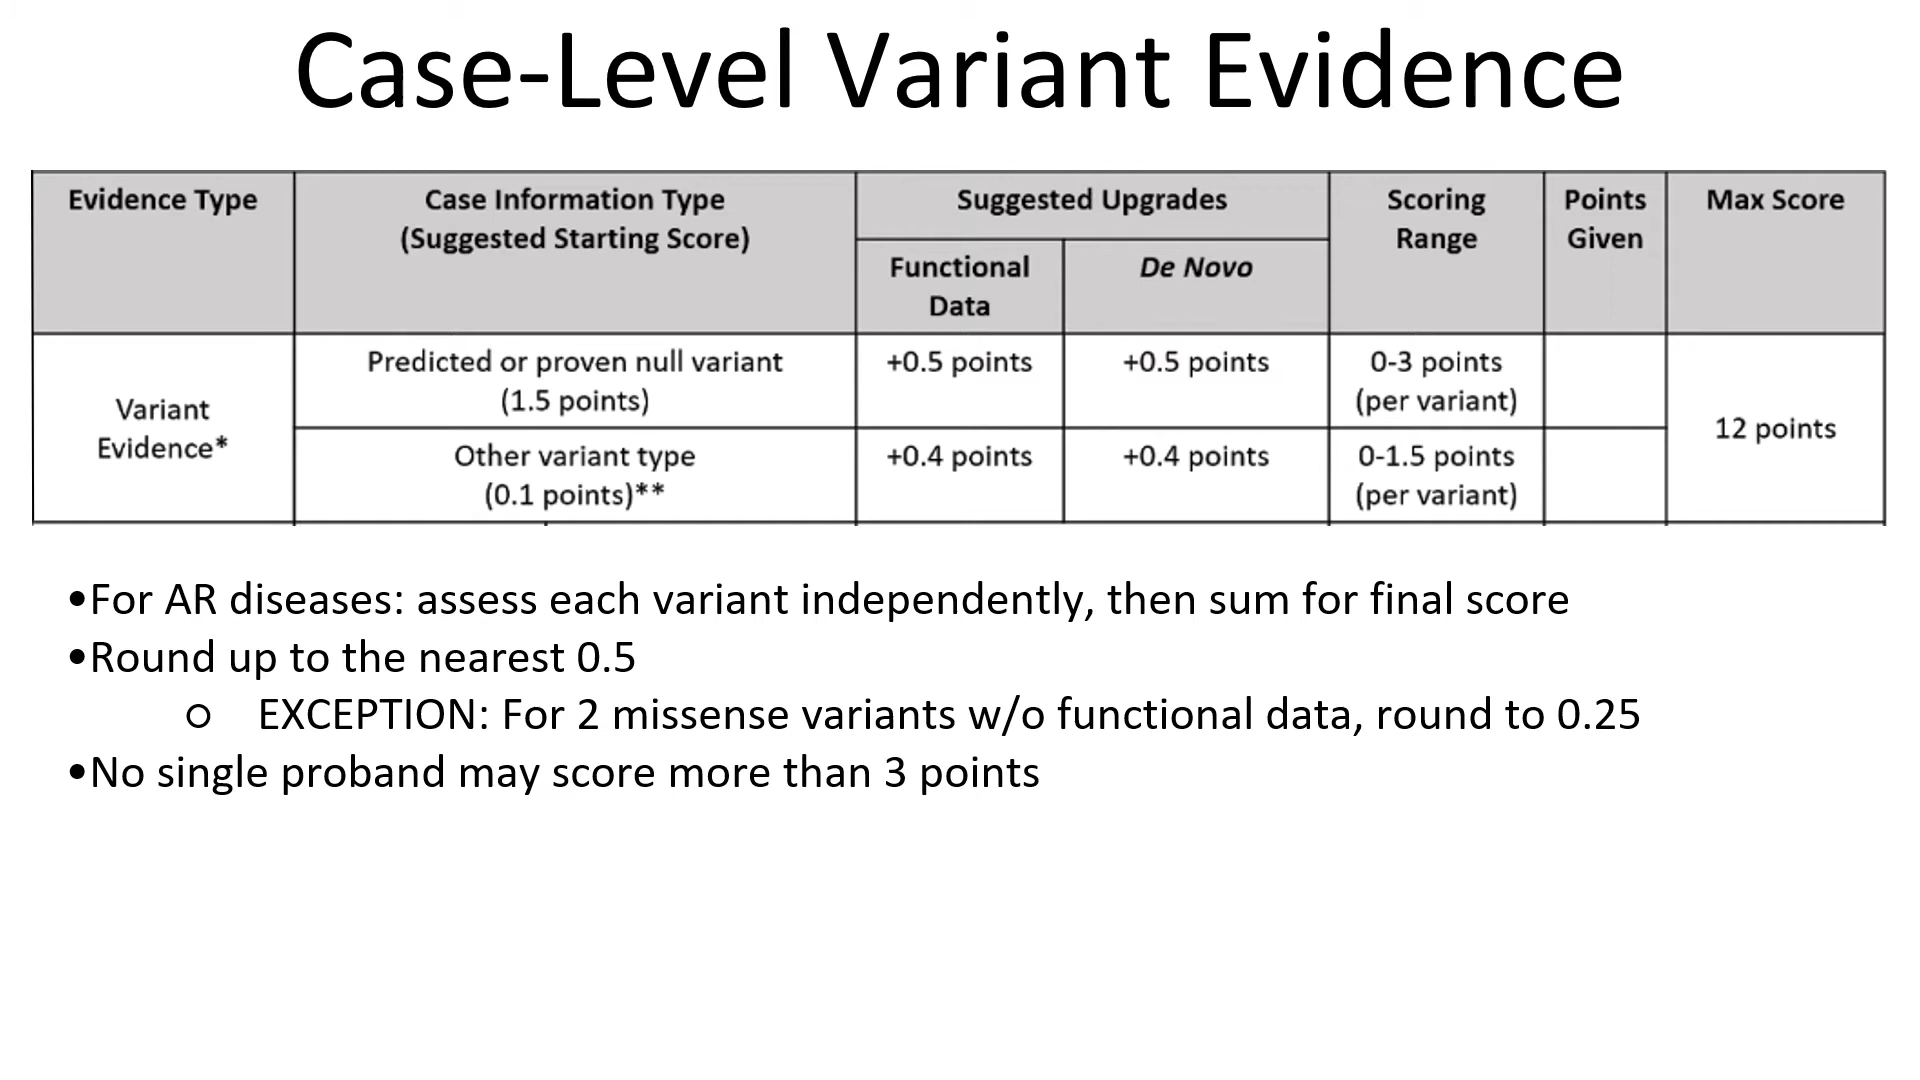 Case-Level Variant Evidence
Evidence Type
Case Information Type
(Suggested Starting Score)
Suggested Upgrades
Functional
Data
De Novo
Scoring
Range
Points
Given
Max Score
Variant
Evidence*
Predicted or proven null variant
(1.5 points)
+0.5 points
+0.5 points
0-3 points
(per variant)
12 points
Other variant type
(0.1 points)**
+0.4 points
+0.4 points
0-1.5 points
(per variant)
•For AR diseases: assess each variant independently, then sum for final score
•Round up to the nearest 0.5
○ EXCEPTION: For 2 missense variants w/o functional data, round to 0.25
•No single proband may score more than 3 points